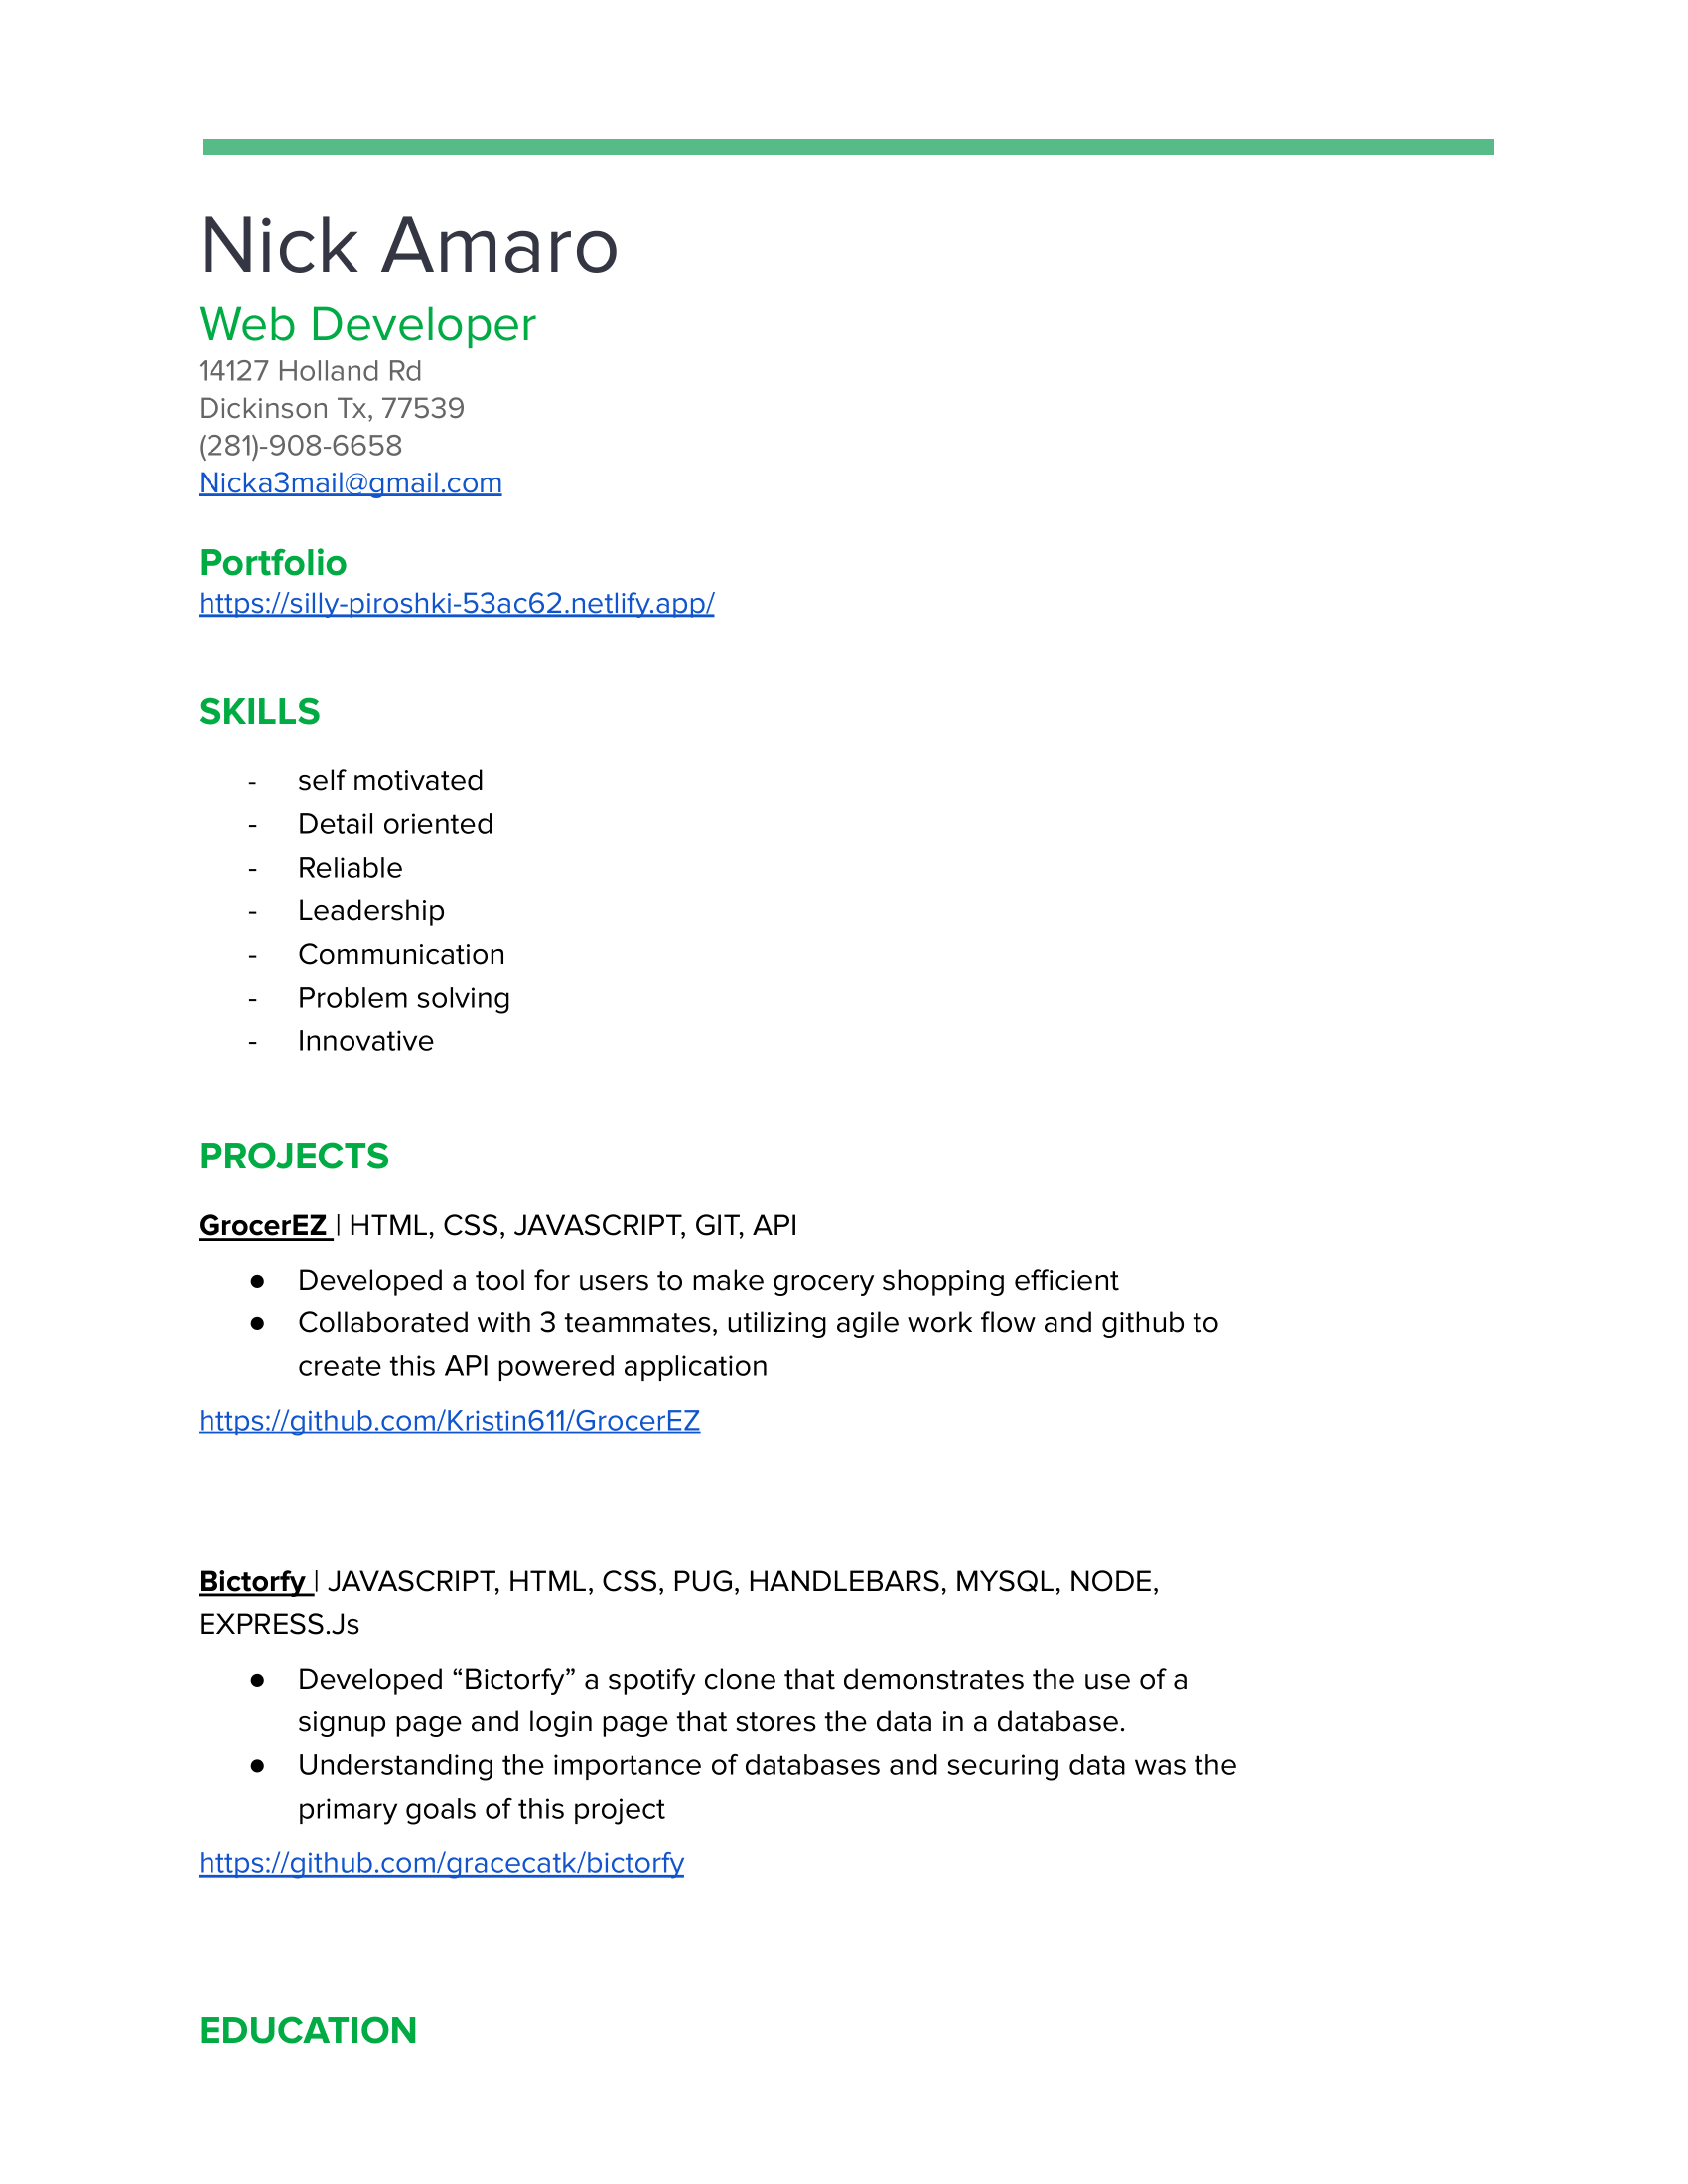 Nick Amaro
Web Developer
14127 Holland Rd
Dickinson Tx, 77539
(281)-908-6658
Nicka3mail@gmail.com
Portfolio
https://silly-piroshki-53ac62.netlify.app/
SKILLS
- self motivated
- Detail oriented
- Reliable
- Leadership
- Communication
- Problem solving
- Innovative
PROJECTS
GrocerEZ | HTML, CSS, JAVASCRIPT, GIT, API
● Developed a tool for users to make grocery shopping efficient
● Collaborated with 3 teammates, utilizing agile work flow and github to
create this API powered application
https://github.com/Kristin611/GrocerEZ
Bictorfy | JAVASCRIPT, HTML, CSS, PUG, HANDLEBARS, MYSQL, NODE,
EXPRESS.Js
● Developed “Bictorfy” a spotify clone that demonstrates the use of a
signup page and login page that stores the data in a database.
● Understanding the importance of databases and securing data was the
primary goals of this project
https://github.com/gracecatk/bictorfy
EDUCATION